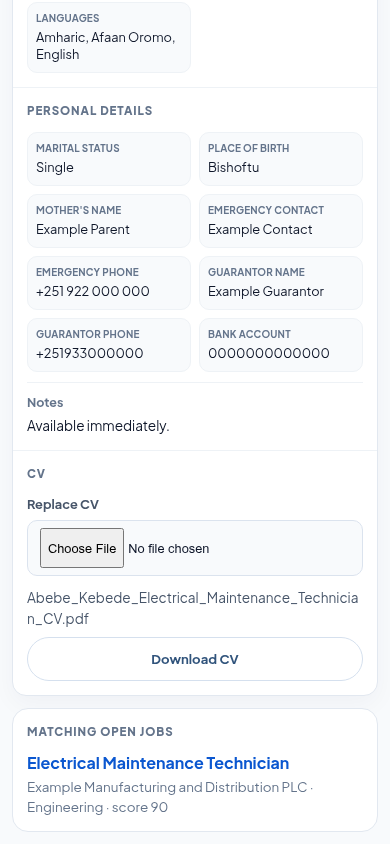 LANGUAGES
Amharic, Afaan Oromo,
English
PERSONAL DETAILS
MARITAL STATUS
Single
PLACE OF BIRTH
Bishoftu
MOTHER'S NAME
Example Parent
EMERGENCY CONTACT
Example Contact
EMERGENCY PHONE
+251 922 000 000
GUARANTOR NAME
Example Guarantor
GUARANTOR PHONE
+251933000000
BANK ACCOUNT
0000000000000
Notes
Available immediately.
CV
Replace CV
Choose File No file chosen
Abebe_Kebede_Electrical_Maintenance_Technicia
n_CV.pdf
Download CV
MATCHING OPEN JOBS
Electrical Maintenance Technician
Example Manufacturing and Distribution PLC ·
Engineering · score 90